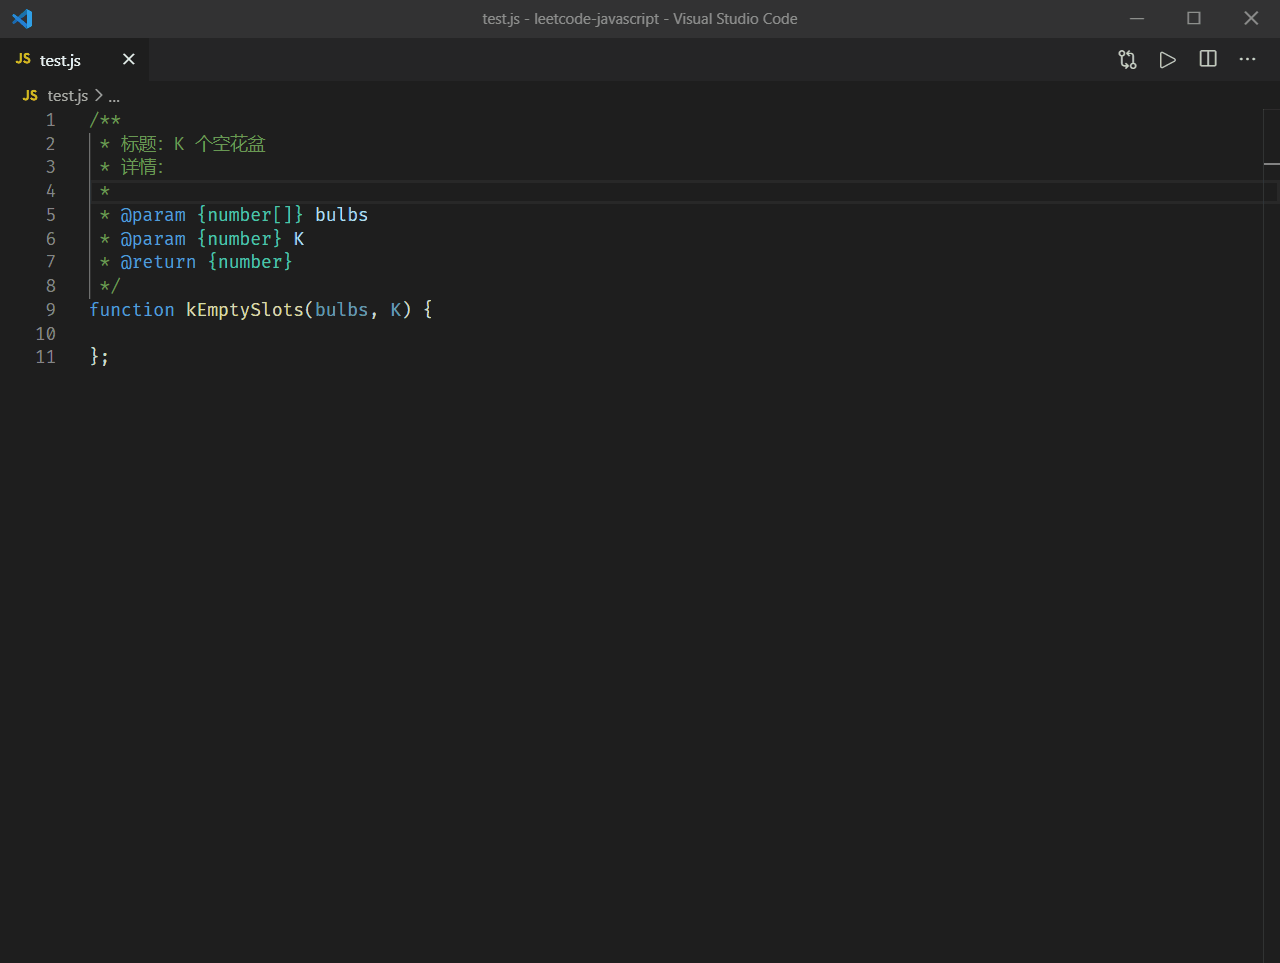 test.js - leetcode-javascript - Visual Studio Code
JS test.js
JS test.js > ...
1 /**
2 * 标题：K 个空花盆
3 * 详情：
4 *
5 * @param {number[]} bulbs
6 * @param {number} K
7 * @return {number}
8 */
9 function kEmptySlots(bulbs, K) {
10
11 };